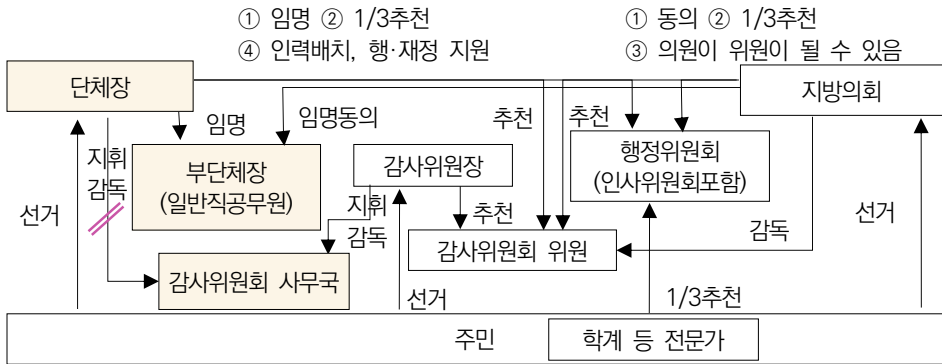 ① 임명 ② 1/3추천
④ 인력배치, 행·재정 지원
① 동의 ② 1/3추천
③ 의원이 위원이 될 수 있음
단체장
지방의회
임명
임명동의
추천
추천
지휘
감독
부단체장
(일반직공무원)
감사위원장
행정위원회
(인사위원회포함)
선거
지휘
감독
추천
감독
선거
감사위원회 위원
감사위원회 사무국
선거
1/3추천
주민
학계 등 전문가